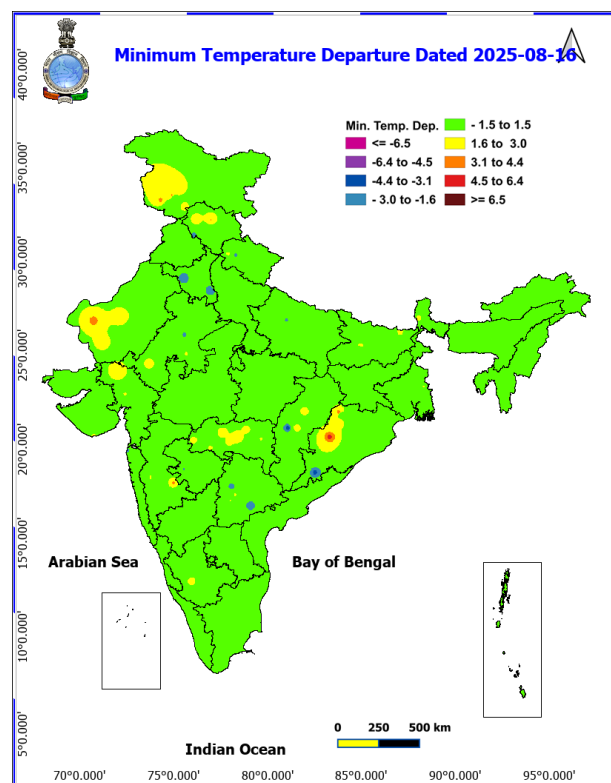 Minimum Temperature Departure Dated 2025-08-16
Min. Temp. Dep.
<= -6.5
-6.4 to -4.5
-4.4 to -3.1
- 3.0 to -1.6
- 1.5 to 1.5
1.6 to 3.0
3.1 to 4.4
4.5 to 6.4
>= 6.5
40°0.000'
35°0.000'
30°0.000'
25°0.000'
20°0.000'
15°0.000'
10°0.000'
5°0.000'
Arabian Sea
Bay of Bengal
Indian Ocean
0 250 500 km
70°0.000' 75°0.000' 80°0.000' 85°0.000' 90°0.000' 95°0.000'